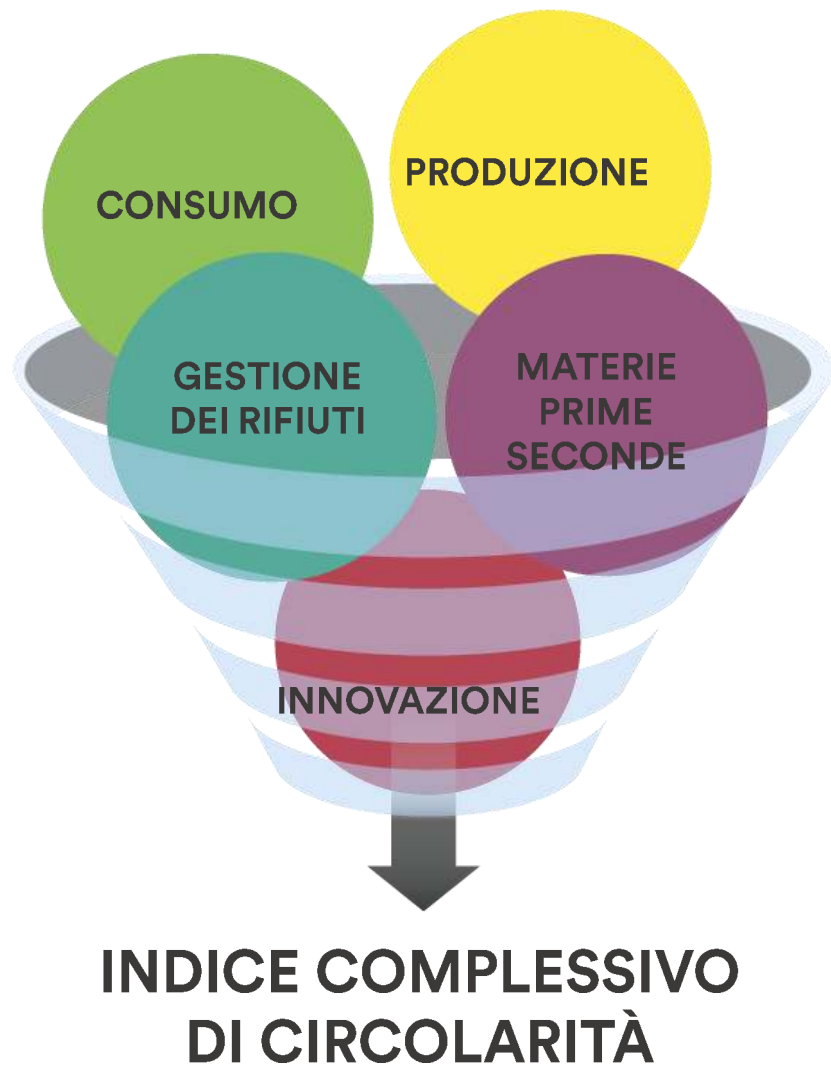 CONSUMO
PRODUZIONE
GESTIONE
DEI RIFIUTI
MATERIE
PRIME
SECONDE
INNOVAZIONE
INDICE COMPLESSIVO
DI CIRCOLARITÀ